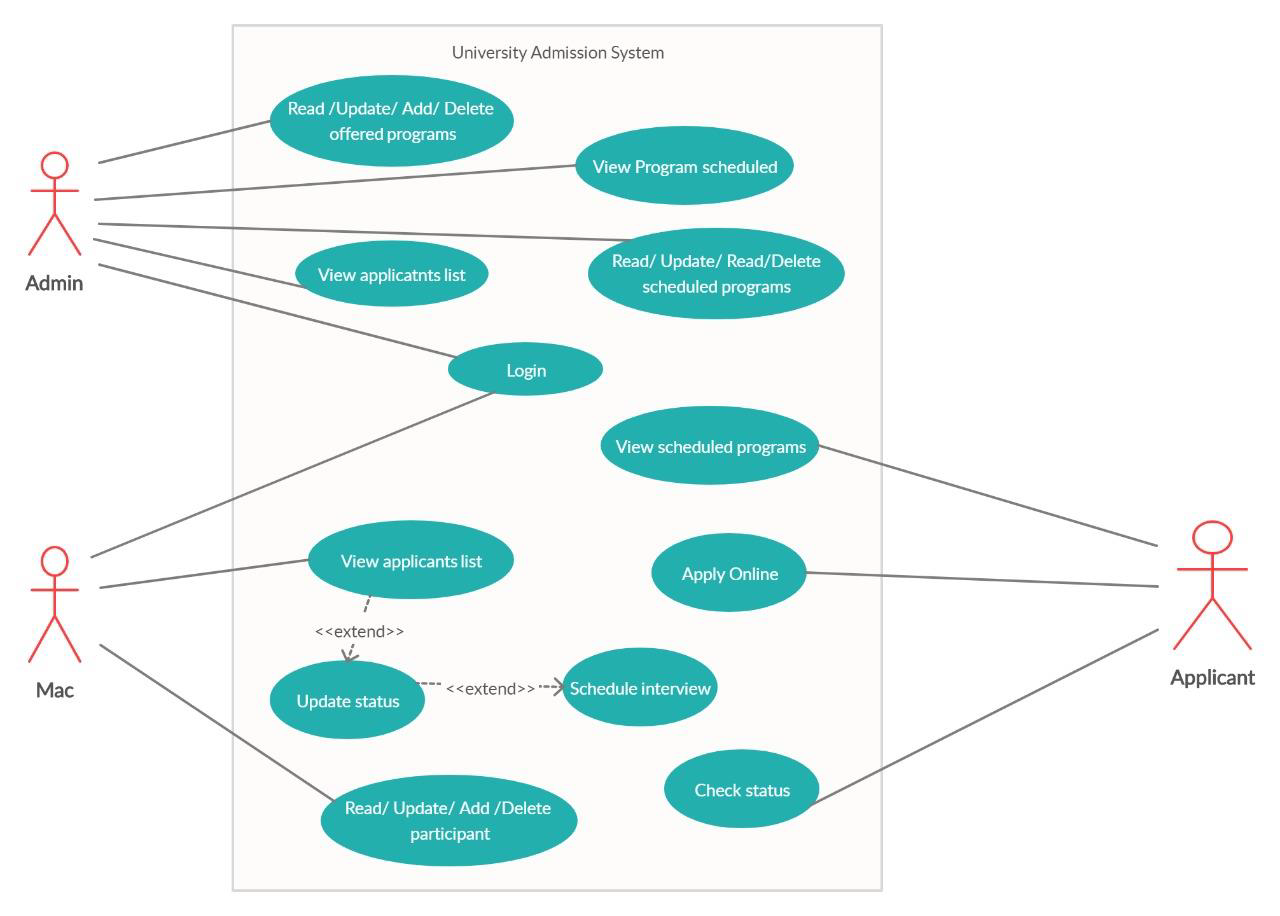 University Admission System
Read /Update/ Add/ Delete
offered programs
View Program scheduled
Read/ Update/ Read/Delete
scheduled programs
View applicatnts list
Admin
Login
View scheduled programs
View applicants list
Apply Online
<<extend>>
Mac
Applicant
Update status
<<extend>>
Schedule interview
Check status
Read/ Update/ Add /Delete
participant